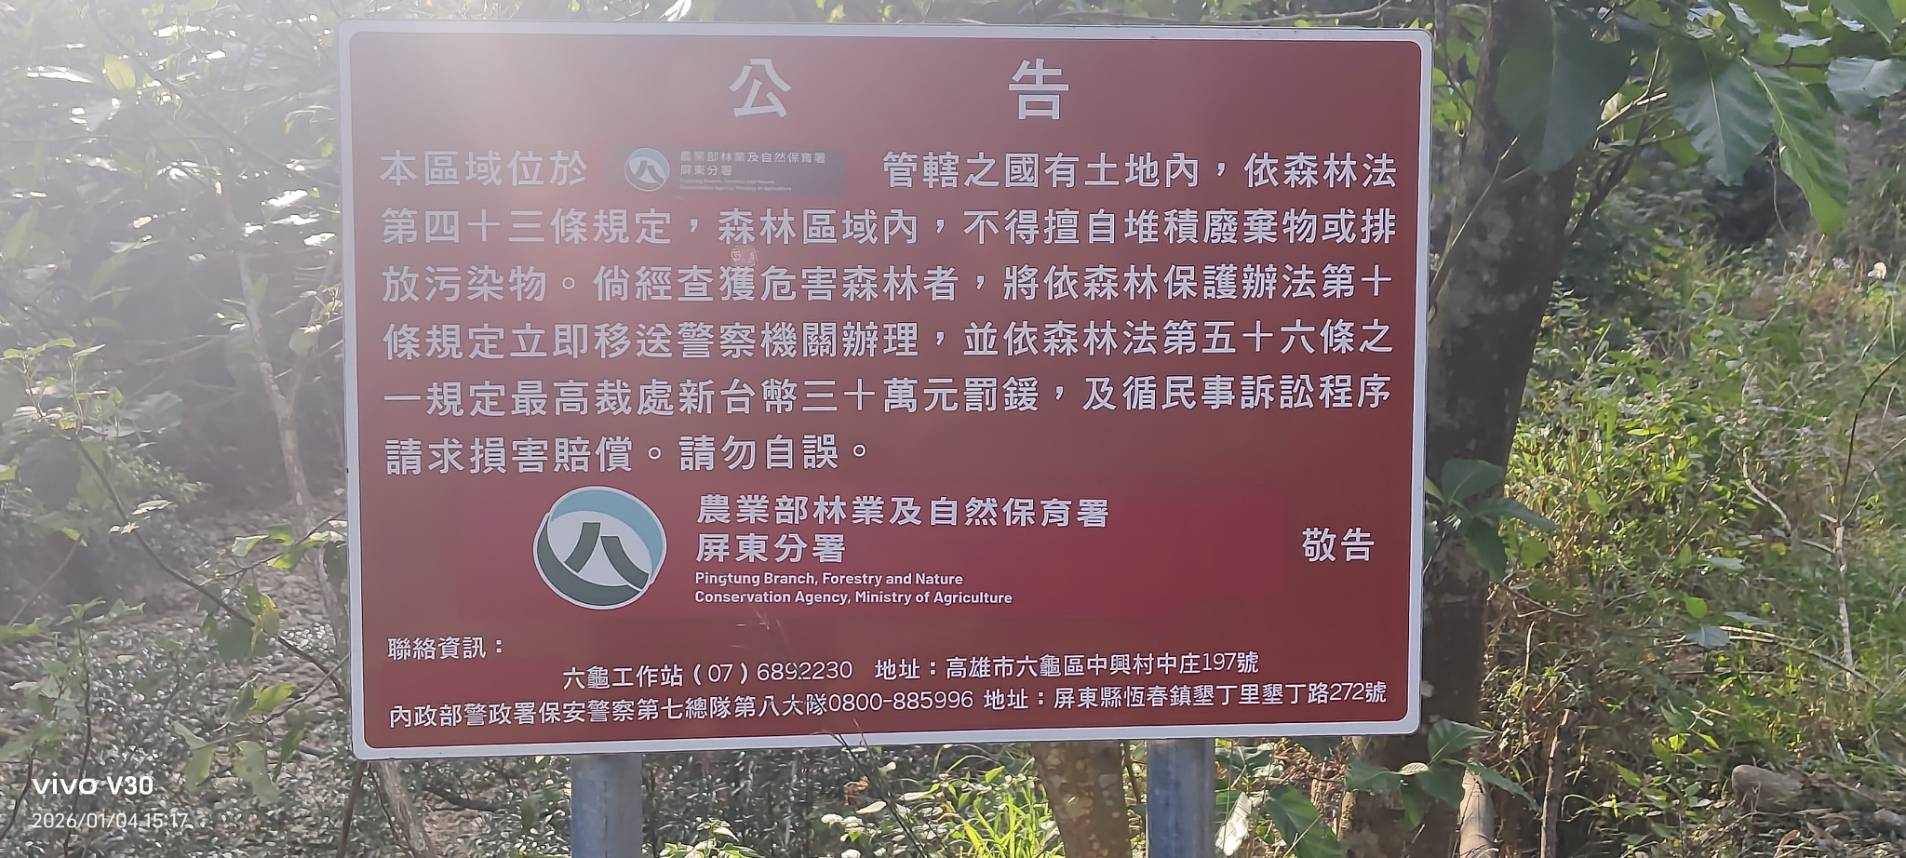 公告
本區域位於 農業部林業及自然保育署 屏東分署 管轄之國有土地內，依森林法
第四十三條規定，森林區域內，不得擅自堆積廢棄物或排
放污染物。倘經查獲危害森林者，將依森林保護辦法第十
條規定立即移送警察機關辦理，並依森林法第五十六條之
一規定最高裁處新台幣三十萬元罰鍰，及循民事訴訟程序
請求損害賠償。請勿自誤。
農業部林業及自然保育署
屏東分署
Pingtung Branch, Forestry and Nature
Conservation Agency, Ministry of Agriculture
敬告
聯絡資訊：
六龜工作站（07）6892230 地址：高雄市六龜區中興村中庄197號
內政部警政署保安警察第七總隊第八大隊0800-885996 地址：屏東縣恆春鎮墾丁里墾丁路272號
vivo V30
2026/01/04 15:17